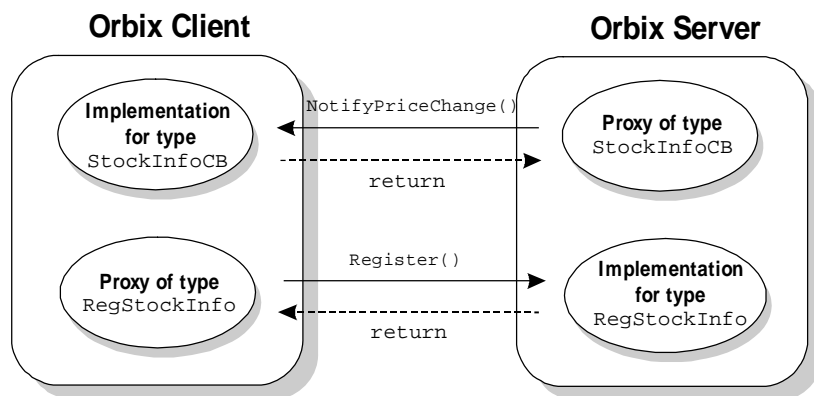 Orbix Client
Orbix Server
Implementation
for type
StockInfoCB
NotifyPriceChange()
return
Proxy of type
StockInfoCB
Proxy of type
RegStockInfo
Register()
return
Implementation
for type
RegStockInfo